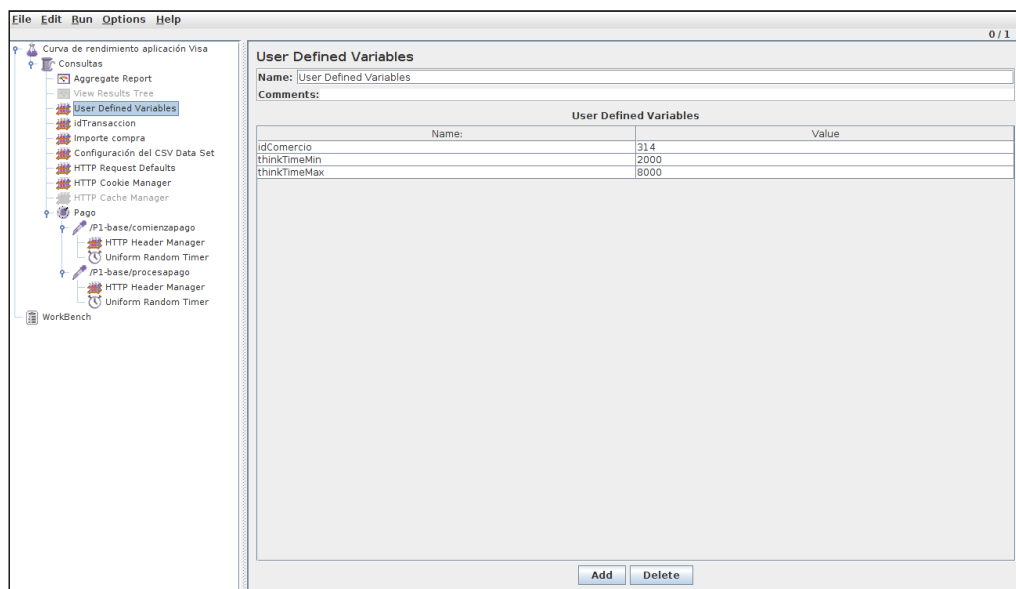 File Edit Run Options Help
0 / 1
Curva de rendimiento aplicación Visa
Consultas
Aggregate Report
View Results Tree
User Defined Variables
idTransaccion
Importe compra
Configuración del CSV Data Set
HTTP Request Defaults
HTTP Cookie Manager
HTTP Cache Manager
Pago
/P1-base/comienzapago
HTTP Header Manager
Uniform Random Timer
/P1-base/procesapago
HTTP Header Manager
Uniform Random Timer
WorkBench
User Defined Variables
Name: User Defined Variables
Comments:
User Defined Variables
Name: Value
idComercio 314
thinkTimeMin 2000
thinkTimeMax 8000
Add Delete